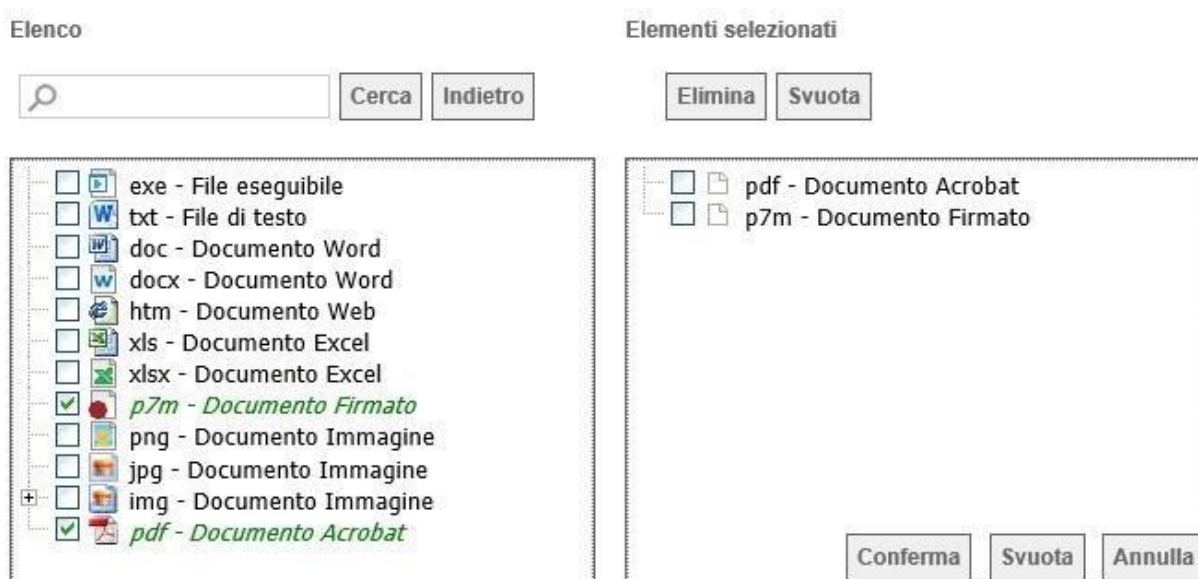 Elenco
Elementi selezionati
Cerca
Indietro
Elimina
Svuota
exe - File eseguibile
txt - File di testo
doc - Documento Word
docx - Documento Word
htm - Documento Web
xls - Documento Excel
xlsx - Documento Excel
p7m - Documento Firmato
png - Documento Immagine
jpg - Documento Immagine
img - Documento Immagine
pdf - Documento Acrobat
pdf - Documento Acrobat
p7m - Documento Firmato
Conferma
Svuota
Annulla